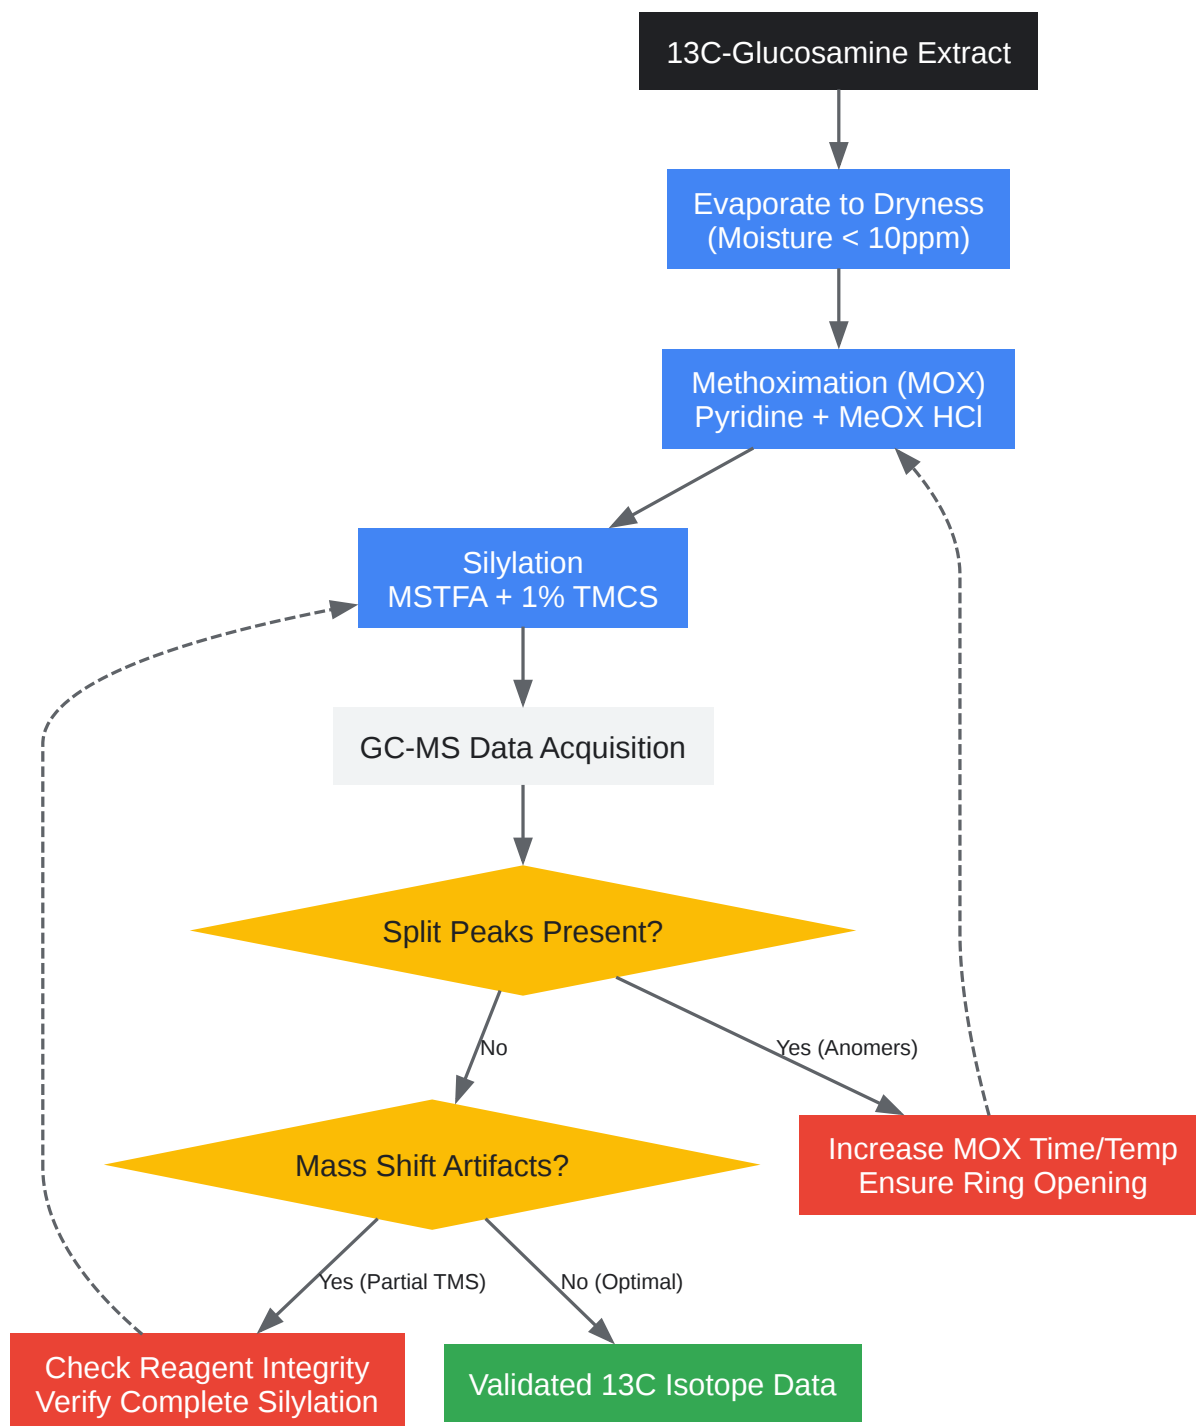 13C-Glucosamine Extract
Evaporate to Dryness
(Moisture < 10ppm)
Methoximation (MOX)
Pyridine + MeOX HCl
Silylation
MSTFA + 1% TMCS
GC-MS Data Acquisition
Split Peaks Present?
No
Yes (Anomers)
Mass Shift Artifacts?
Increase MOX Time/Temp
Ensure Ring Opening
Yes (Partial TMS)
No (Optimal)
Check Reagent Integrity
Verify Complete Silylation
Validated 13C Isotope Data